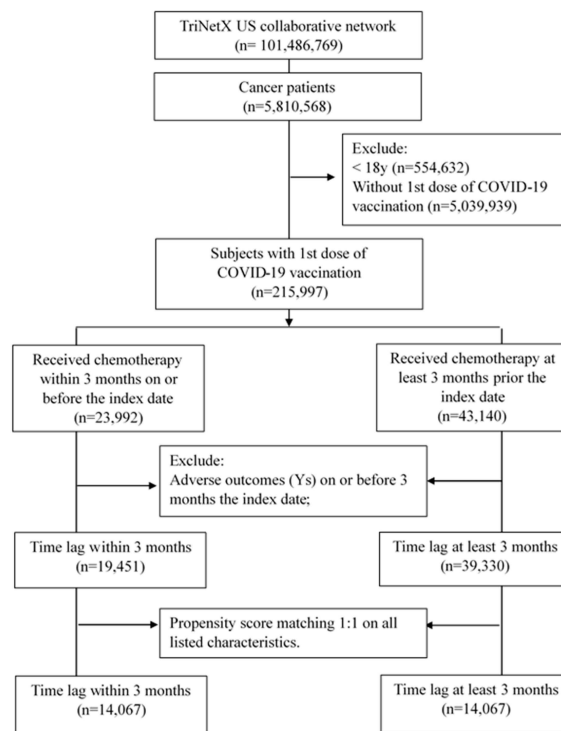 TriNetX US collaborative network
(n= 101,486,769)
Cancer patients
(n=5,810,568)
Exclude:
< 18y (n=554,632)
Without 1st dose of COVID-19
vaccination (n=5,039,939)
Subjects with 1st dose of
COVID-19 vaccination
(n=215,997)
Received chemotherapy
within 3 months on or
before the index date
(n=23,992)
Received chemotherapy at
least 3 months prior the
index date
(n=43,140)
Exclude:
Adverse outcomes (Ys) on or before 3
months the index date;
Time lag within 3 months
(n=19,451)
Time lag at least 3 months
(n=39,330)
Propensity score matching 1:1 on all
listed characteristics.
Time lag within 3 months
(n=14,067)
Time lag at least 3 months
(n=14,067)